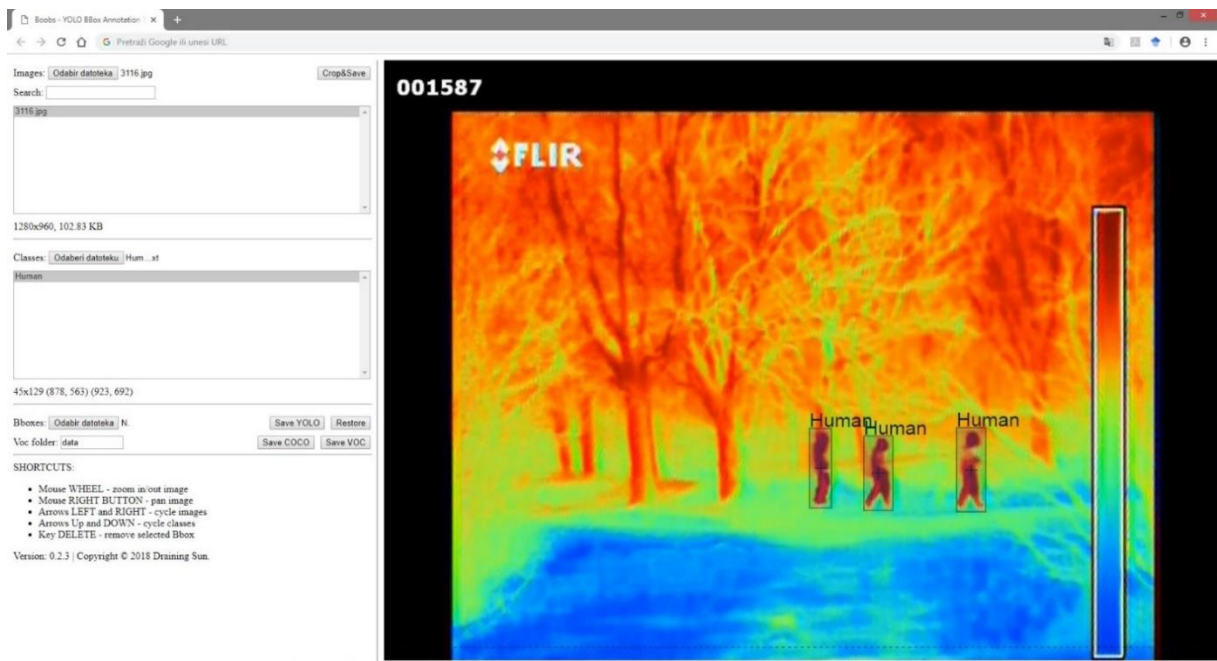 Boobs - YOLO BBox Annotation
Pretraži Google ili unesi URL
Images: Odabir datoteka 3116.jpg Crop&Save
Search:
3116.jpg
1280x960, 102.83 KB
Classes: Odaberi datoteku Hum...xt
Human
45x129 (878, 563) (923, 692)
Bboxes: Odabir datoteka N. Save YOLO Restore
Voc folder: data Save COCO Save VOC
SHORTCUTS:
Mouse WHEEL - zoom in/out image
Mouse RIGHT BUTTON - pan image
Arrows LEFT and RIGHT - cycle images
Arrows Up and DOWN - cycle classes
Key DELETE - remove selected Bbox
Version: 0.2.3 | Copyright © 2018 Draining Sun.
001587
FLIR
Human
Human
Human